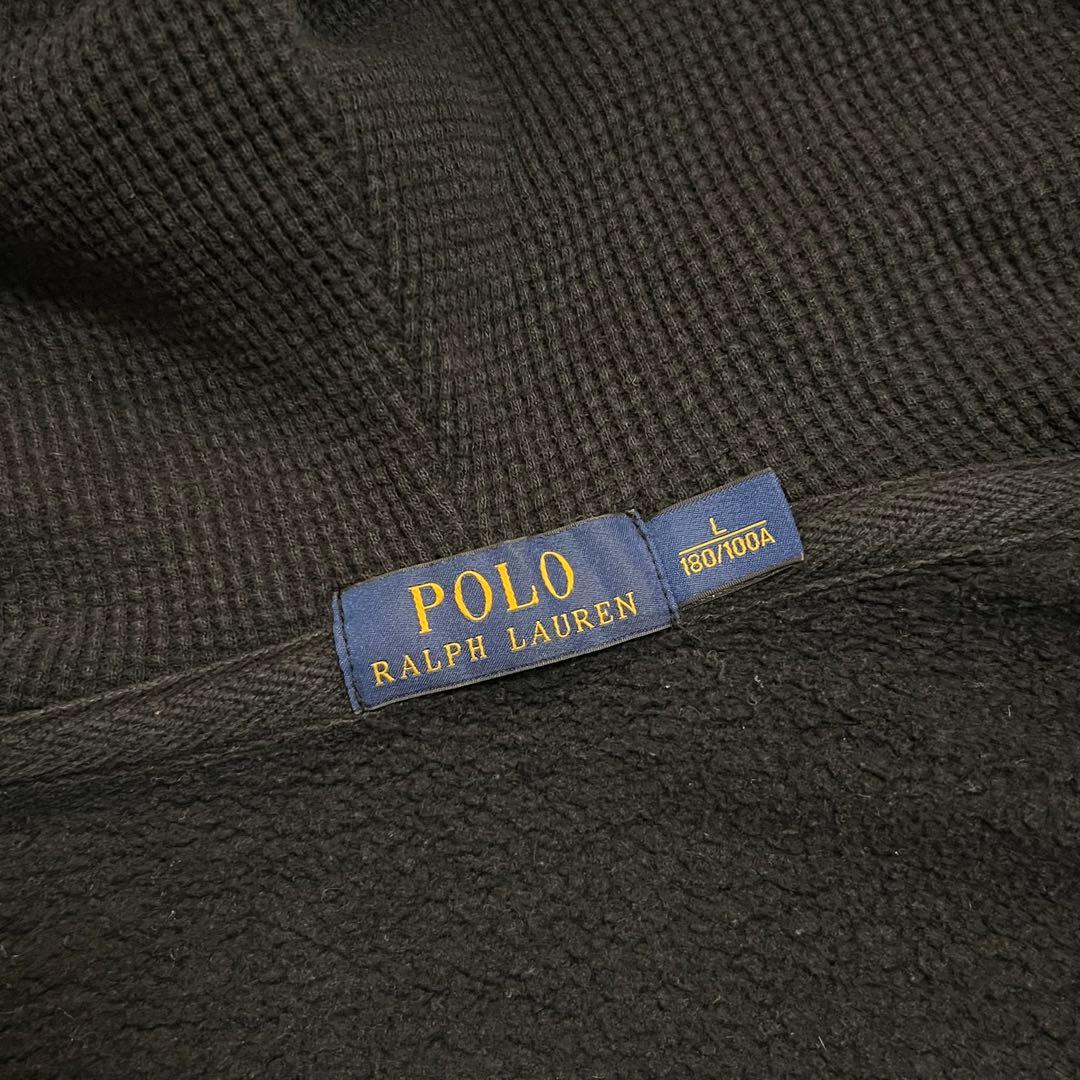 POLO
RALPH LAUREN
L
180/100A